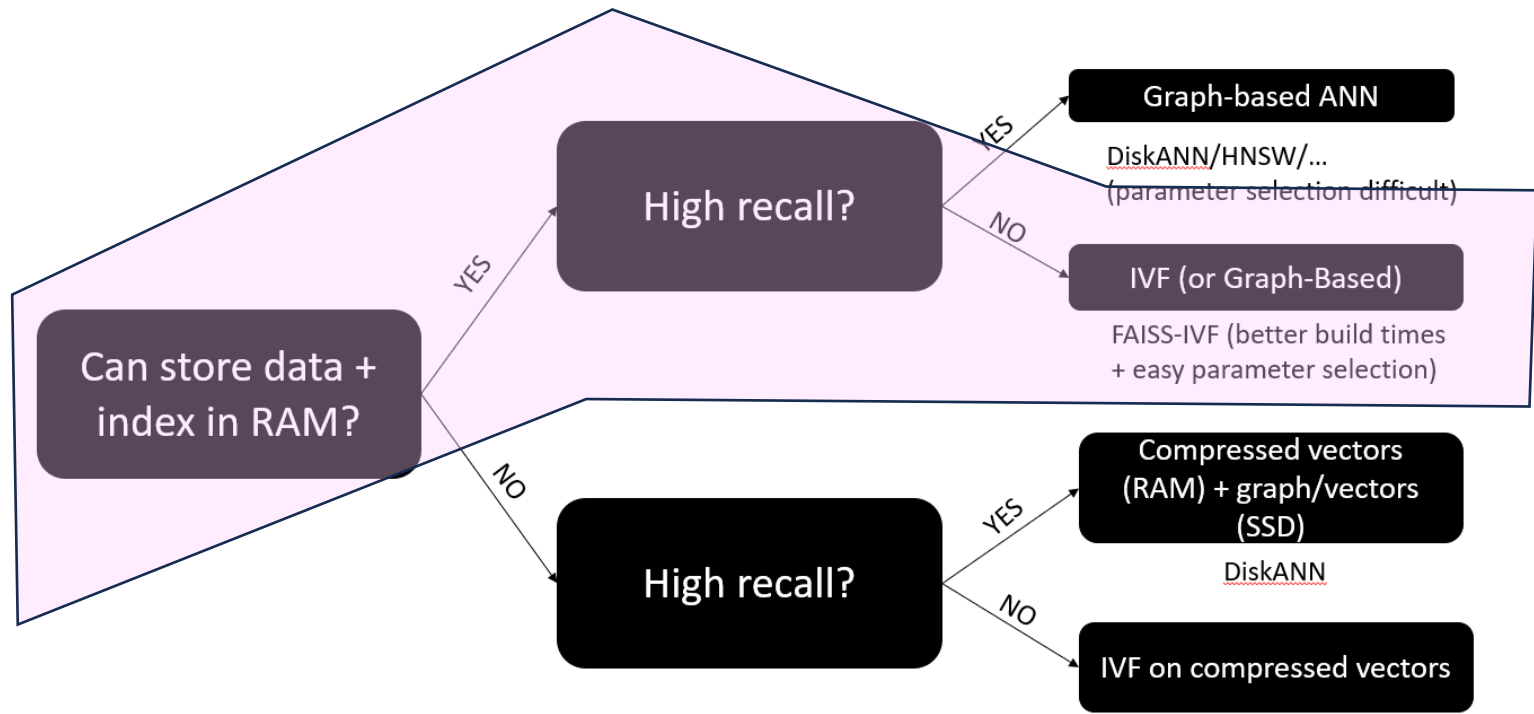 Can store data +
index in RAM?
YES
High recall?
YES
Graph-based ANN
DiskANN/HNSW/...
(parameter selection difficult)
NO
IVF (or Graph-Based)
FAISS-IVF (better build times
+ easy parameter selection)
NO
High recall?
YES
Compressed vectors
(RAM) + graph/vectors
(SSD)
DiskANN
NO
IVF on compressed vectors